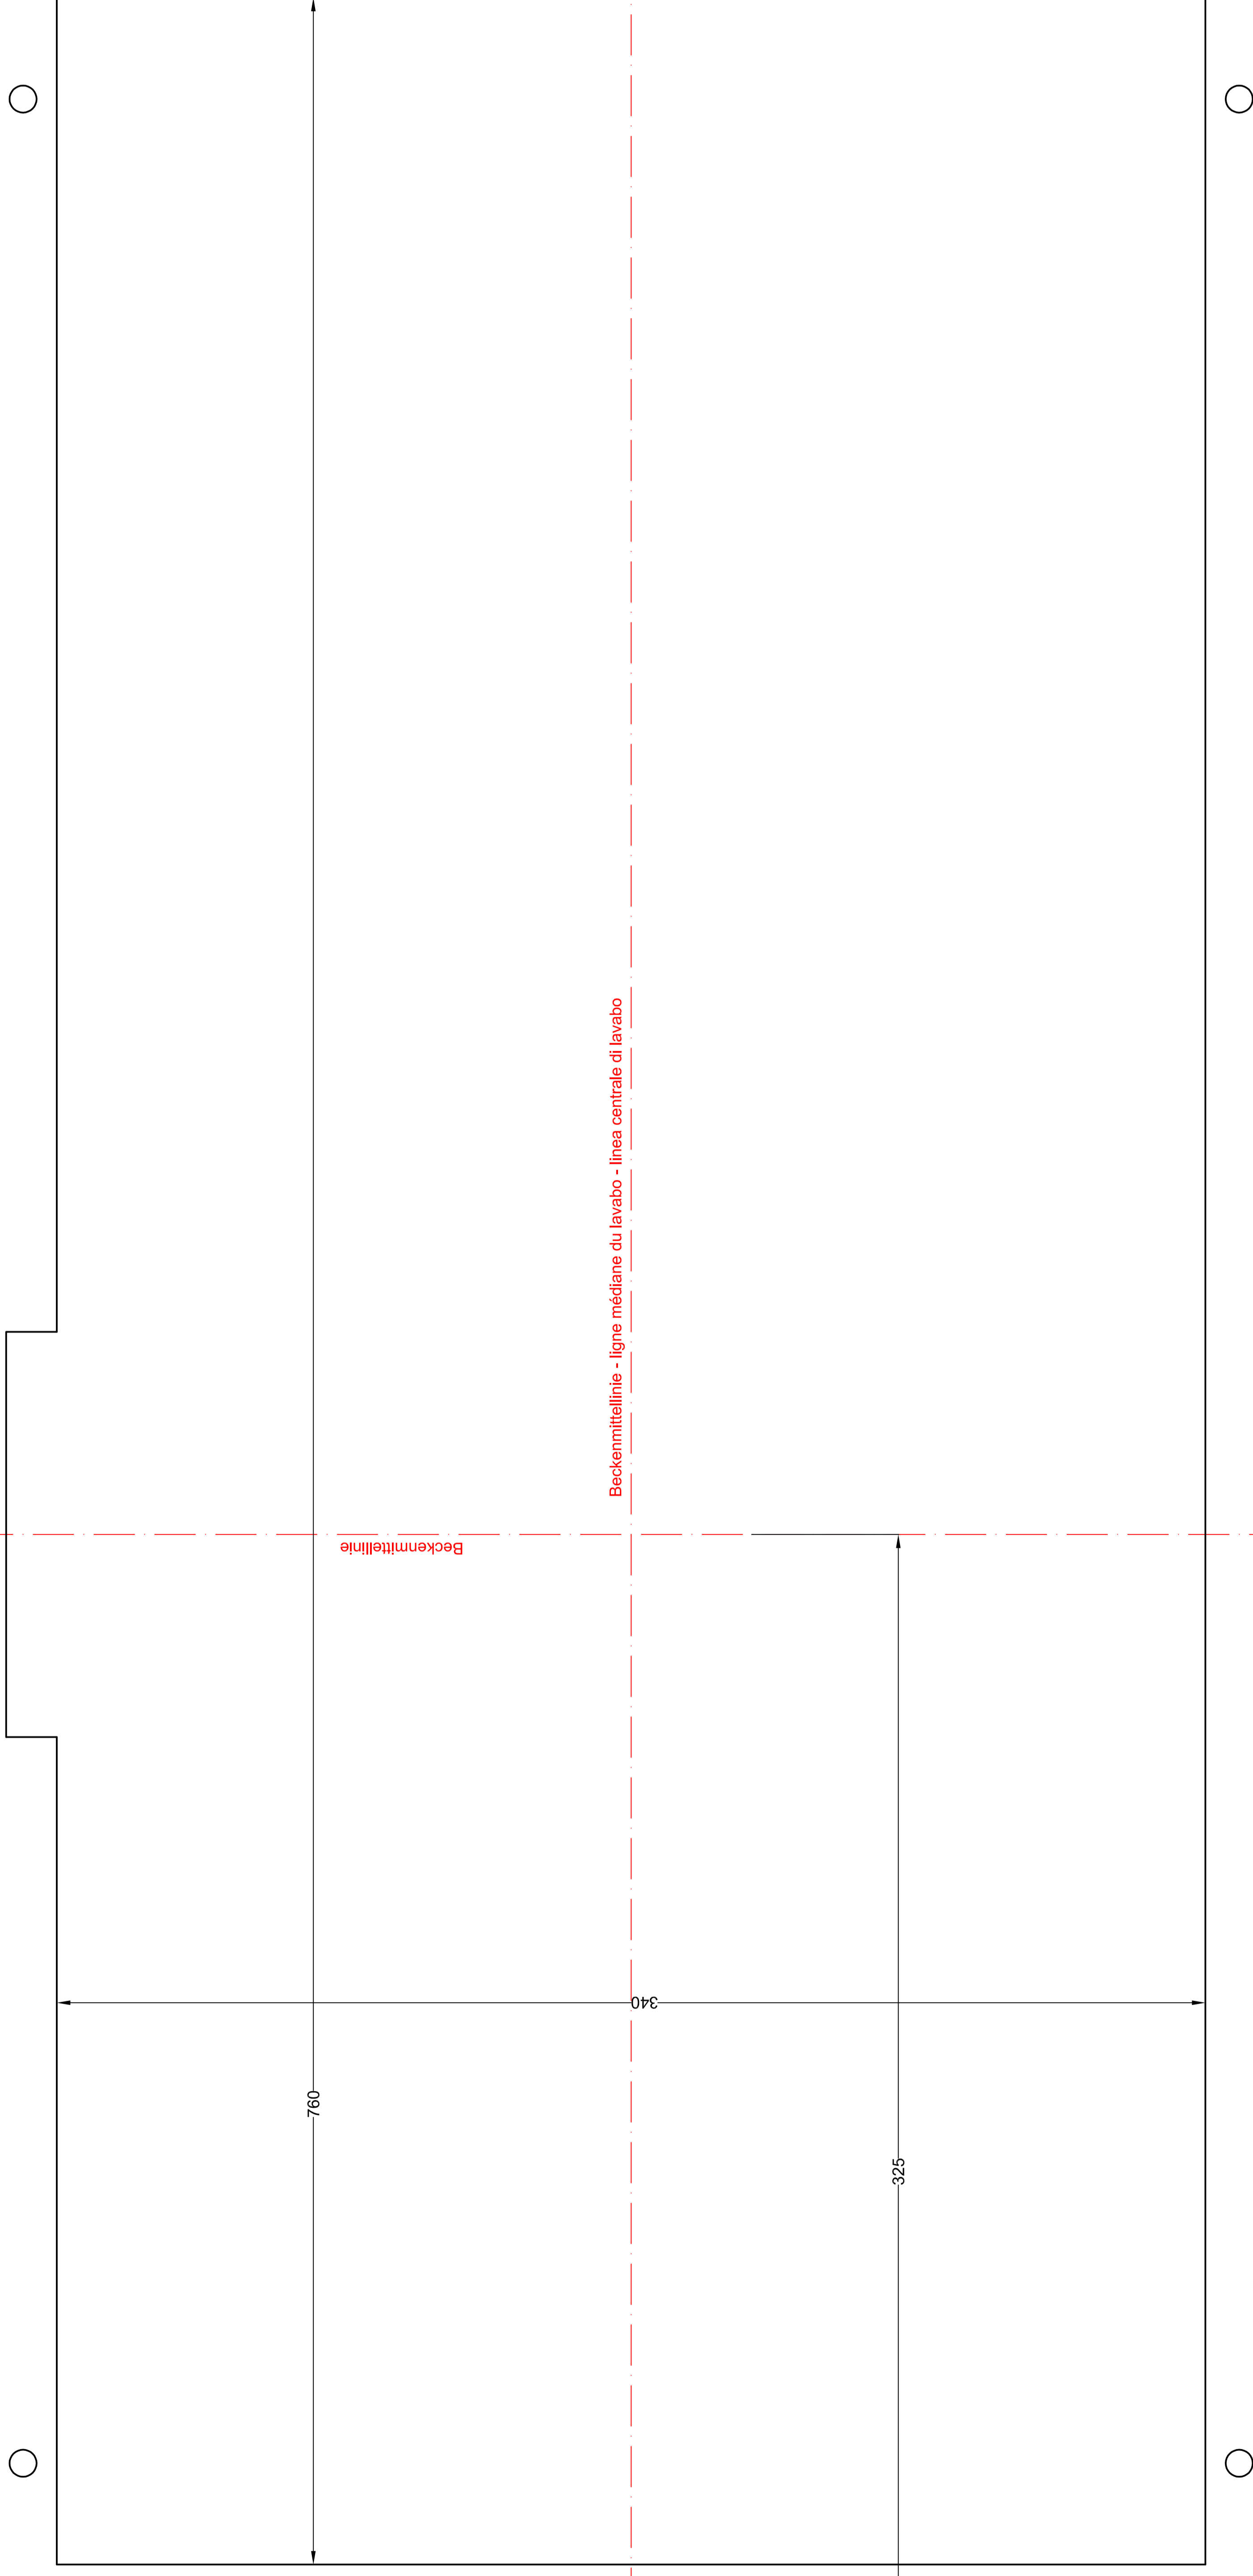 Beckenmittellinie - ligne médiane du lavabo - linea centrale di lavabo
Beckenmittellinie
340
760
325